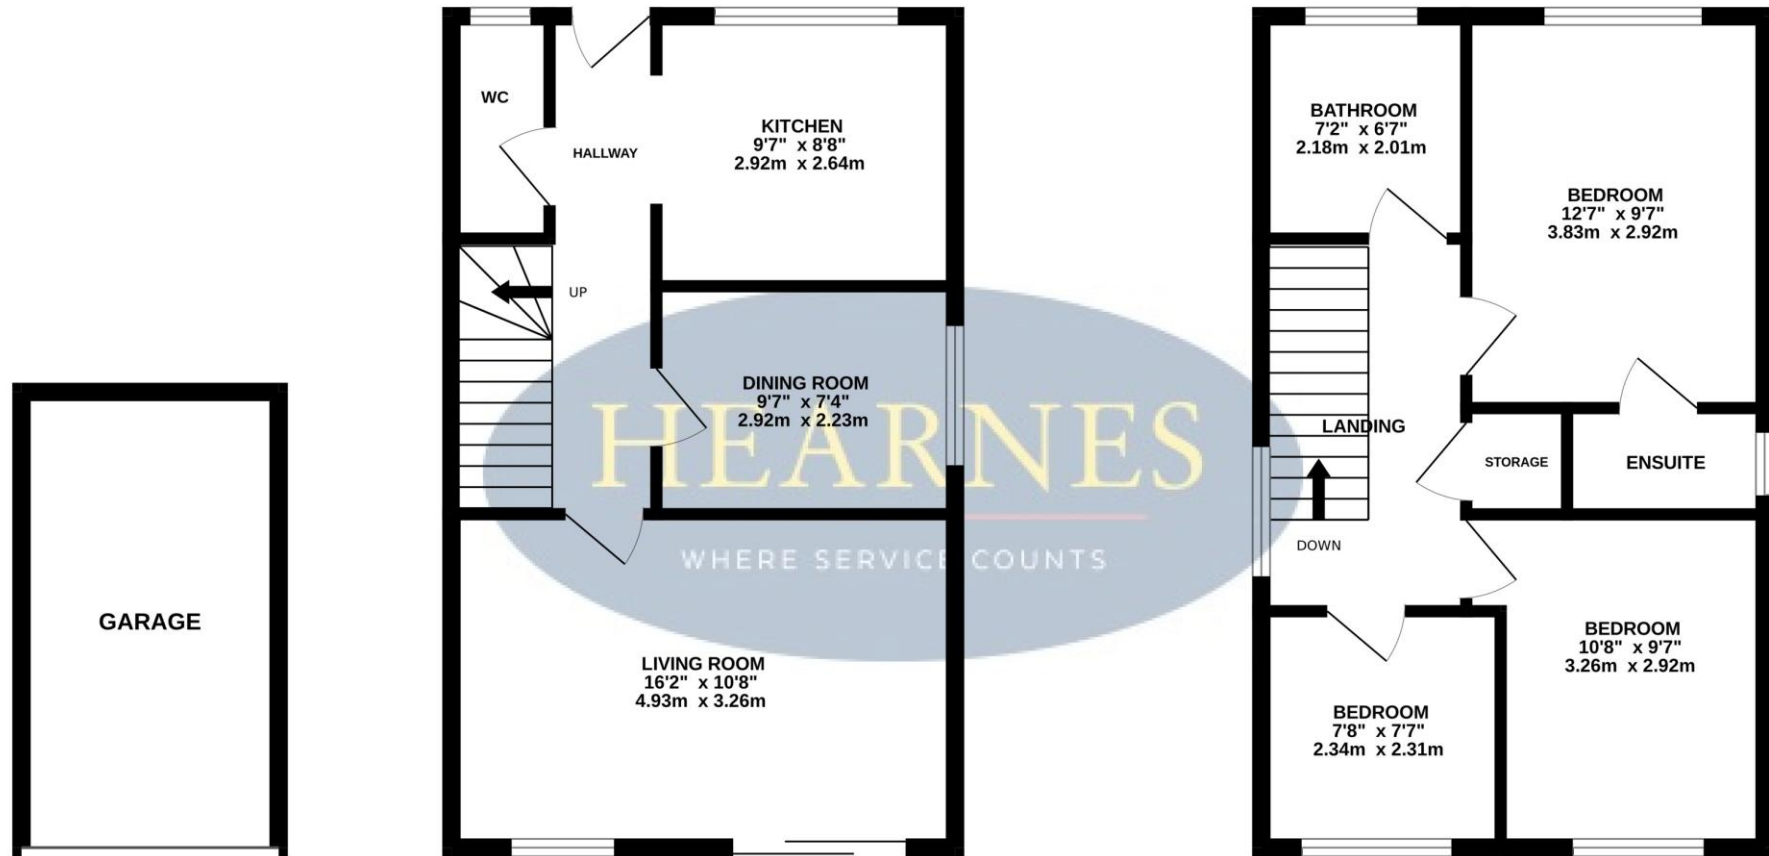 GARAGE
WC
HALLWAY
KITCHEN
9'7" x 8'8"
2.92m x 2.64m
UP
DINING ROOM
9'7" x 7'4"
2.92m x 2.23m
LIVING ROOM
16'2" x 10'8"
4.93m x 3.26m
HEARNES
WHERE SERVICE COUNTS
BATHROOM
7'2" x 6'7"
2.18m x 2.01m
BEDROOM
12'7" x 9'7"
3.83m x 2.92m
LANDING
STORAGE
ENSUITE
DOWN
BEDROOM
10'8" x 9'7"
3.26m x 2.92m
BEDROOM
7'8" x 7'7"
2.34m x 2.31m